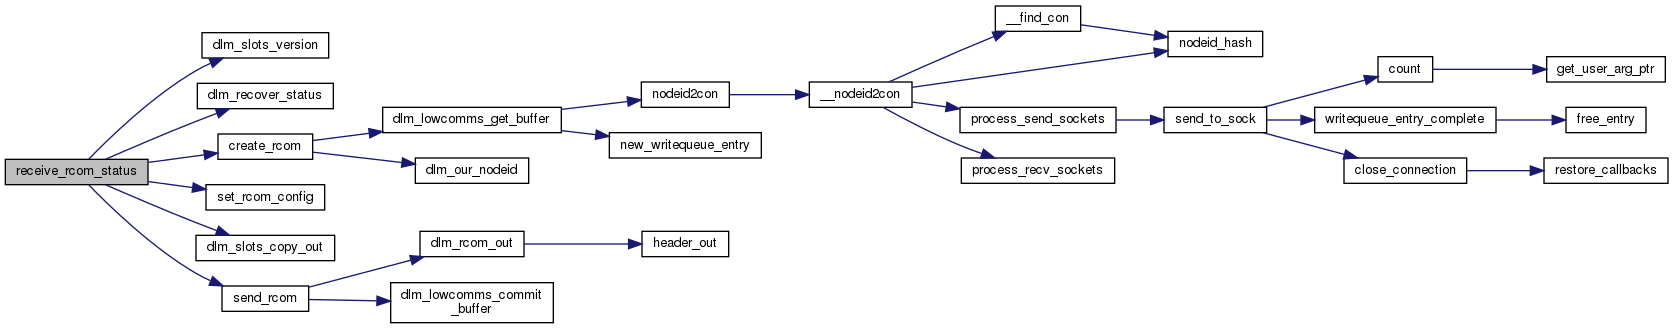 receive_rcom_status
dlm_slots_version
dlm_recover_status
create_rcom
set_rcom_config
dlm_slots_copy_out
send_rcom
dlm_lowcomms_get_buffer
dlm_our_nodeid
dlm_rcom_out
dlm_lowcomms_commit
_buffer
nodeid2con
new_writequeue_entry
header_out
__nodeid2con
__find_con
process_send_sockets
process_recv_sockets
nodeid_hash
send_to_sock
count
writequeue_entry_complete
close_connection
get_user_arg_ptr
free_entry
restore_callbacks